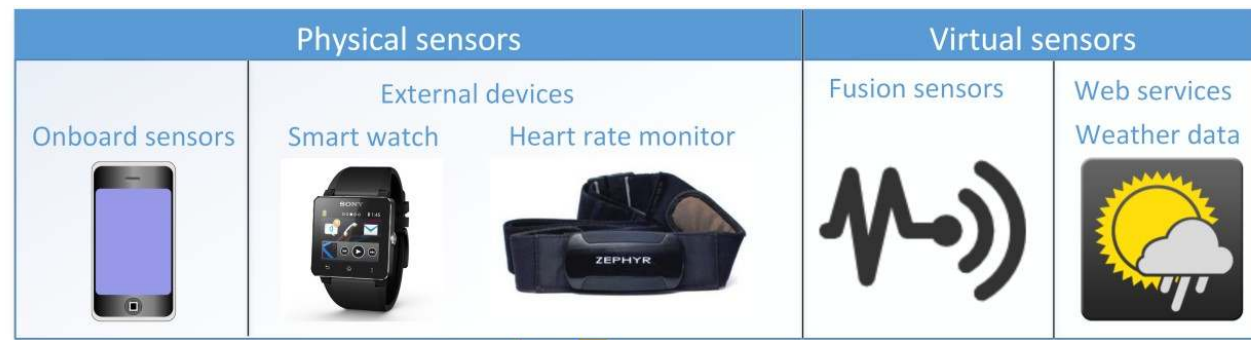 Physical sensors
Virtual sensors
Onboard sensors
External devices
Smart watch
Heart rate monitor
SONY
ZEPHYR
Fusion sensors
Web services
Weather data